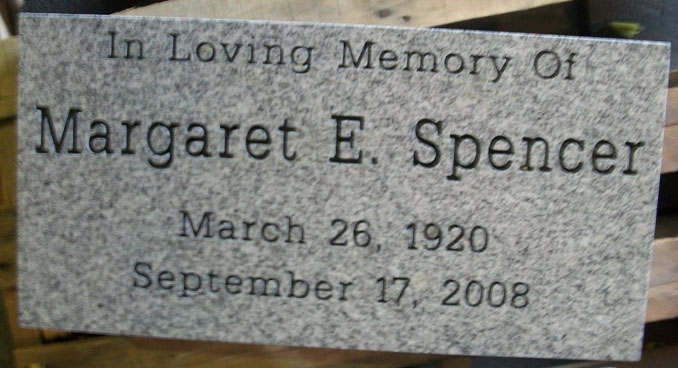 In Loving Memory Of
Margaret E. Spencer
March 26, 1920
September 17, 2008